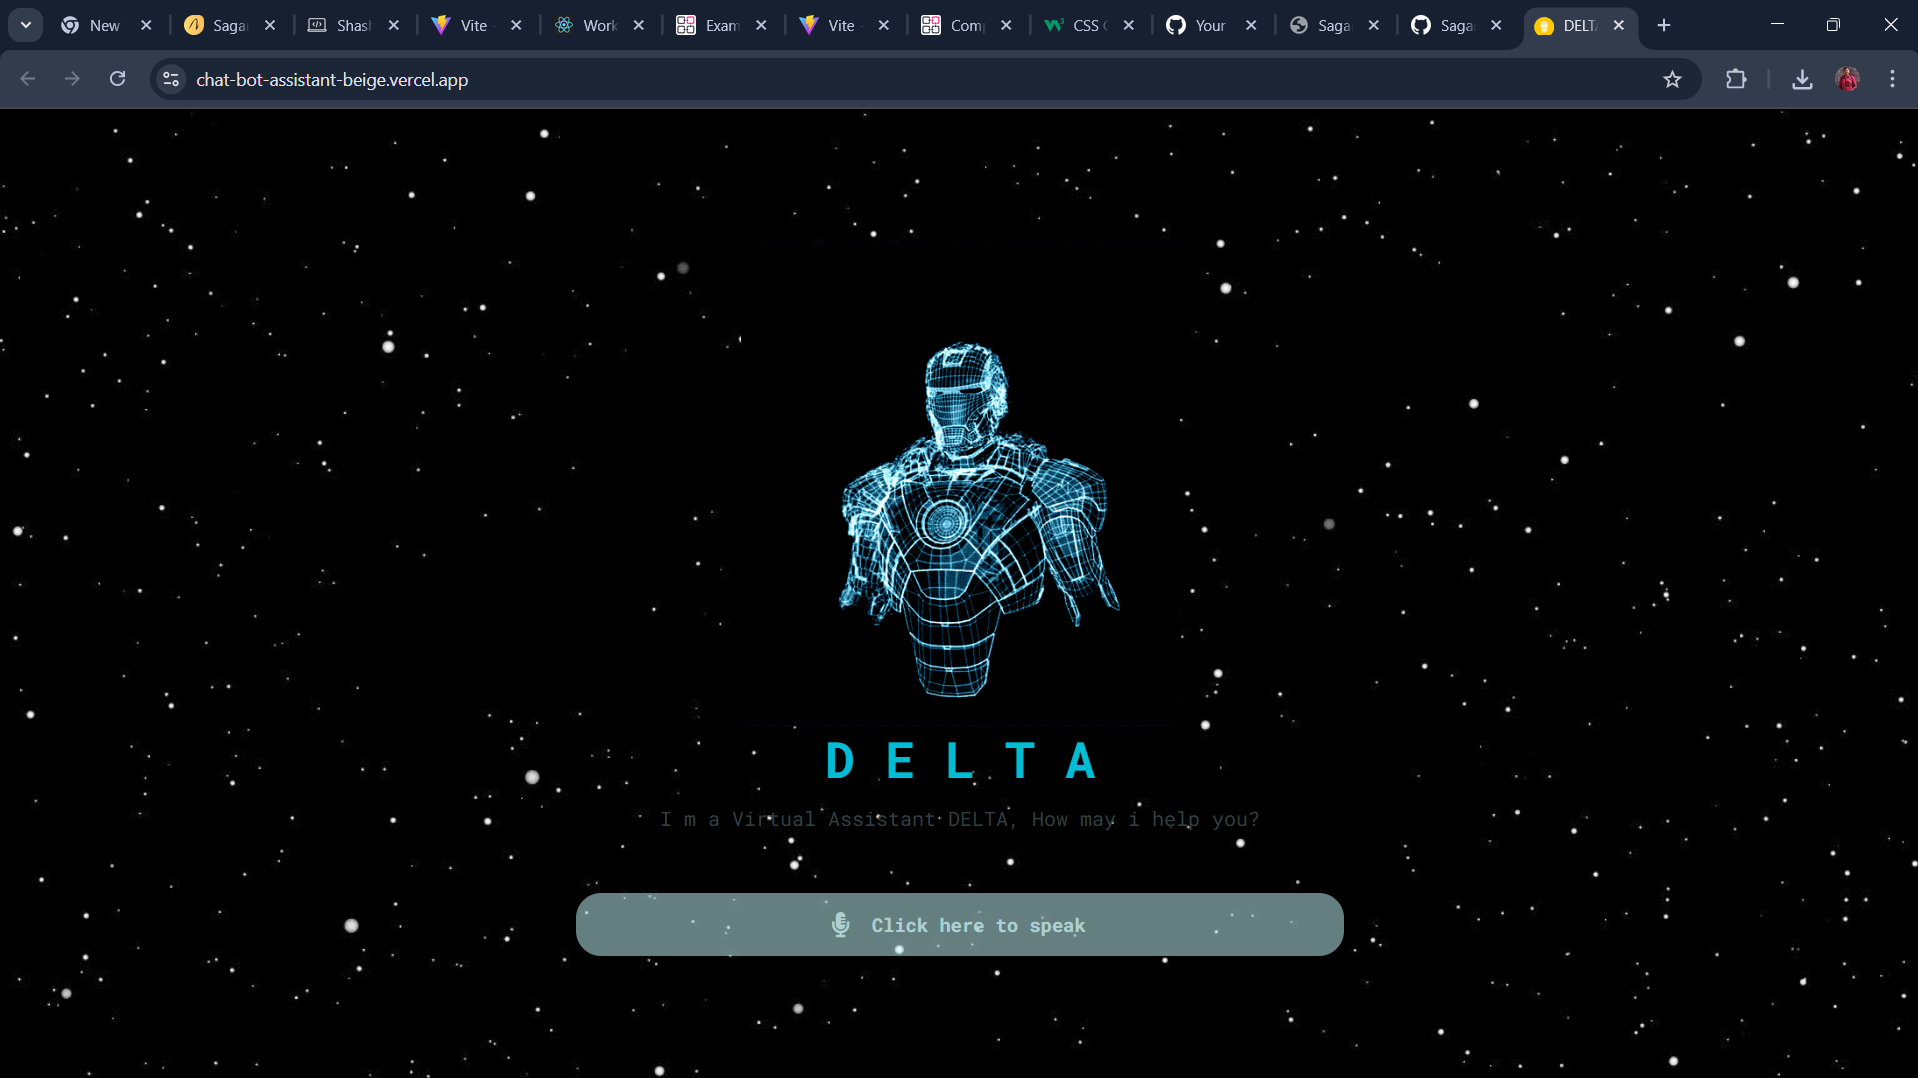 New
Saga
Shas
Vite -
Work
Exam
Vite -
Com
CSS
Your
Saga
Saga
DELT
chat-bot-assistant-beige.vercel.app
D E L T A
I m a Virtual Assistant DELTA, How may i help you?
Click here to speak